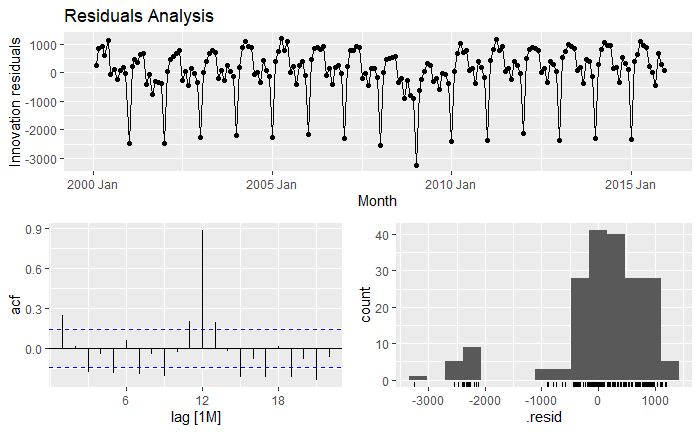 Residuals Analysis
Innovation residuals
1000
0
-1000
-2000
-3000
2000 Jan 2005 Jan 2010 Jan 2015 Jan
Month
acf
0.9
0.6
0.3
0.0
6 12 18
lag [1M]
count
40
30
20
10
0
-3000 -2000 -1000 0 1000
.resid